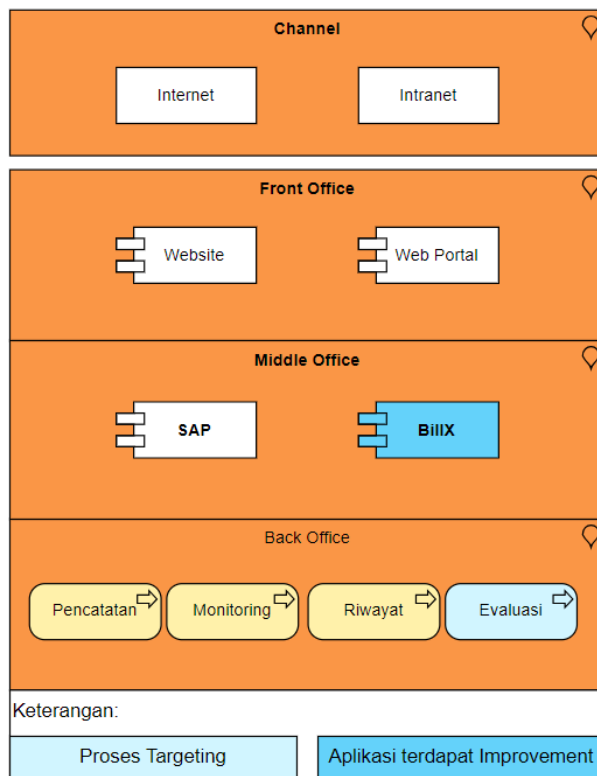 Channel
Internet
Intranet
Front Office
Website
Web Portal
Middle Office
SAP
BillX
Back Office
Pencatatan
Monitoring
Riwayat
Evaluasi
Keterangan:
Proses Targeting
Aplikasi terdapat Improvement